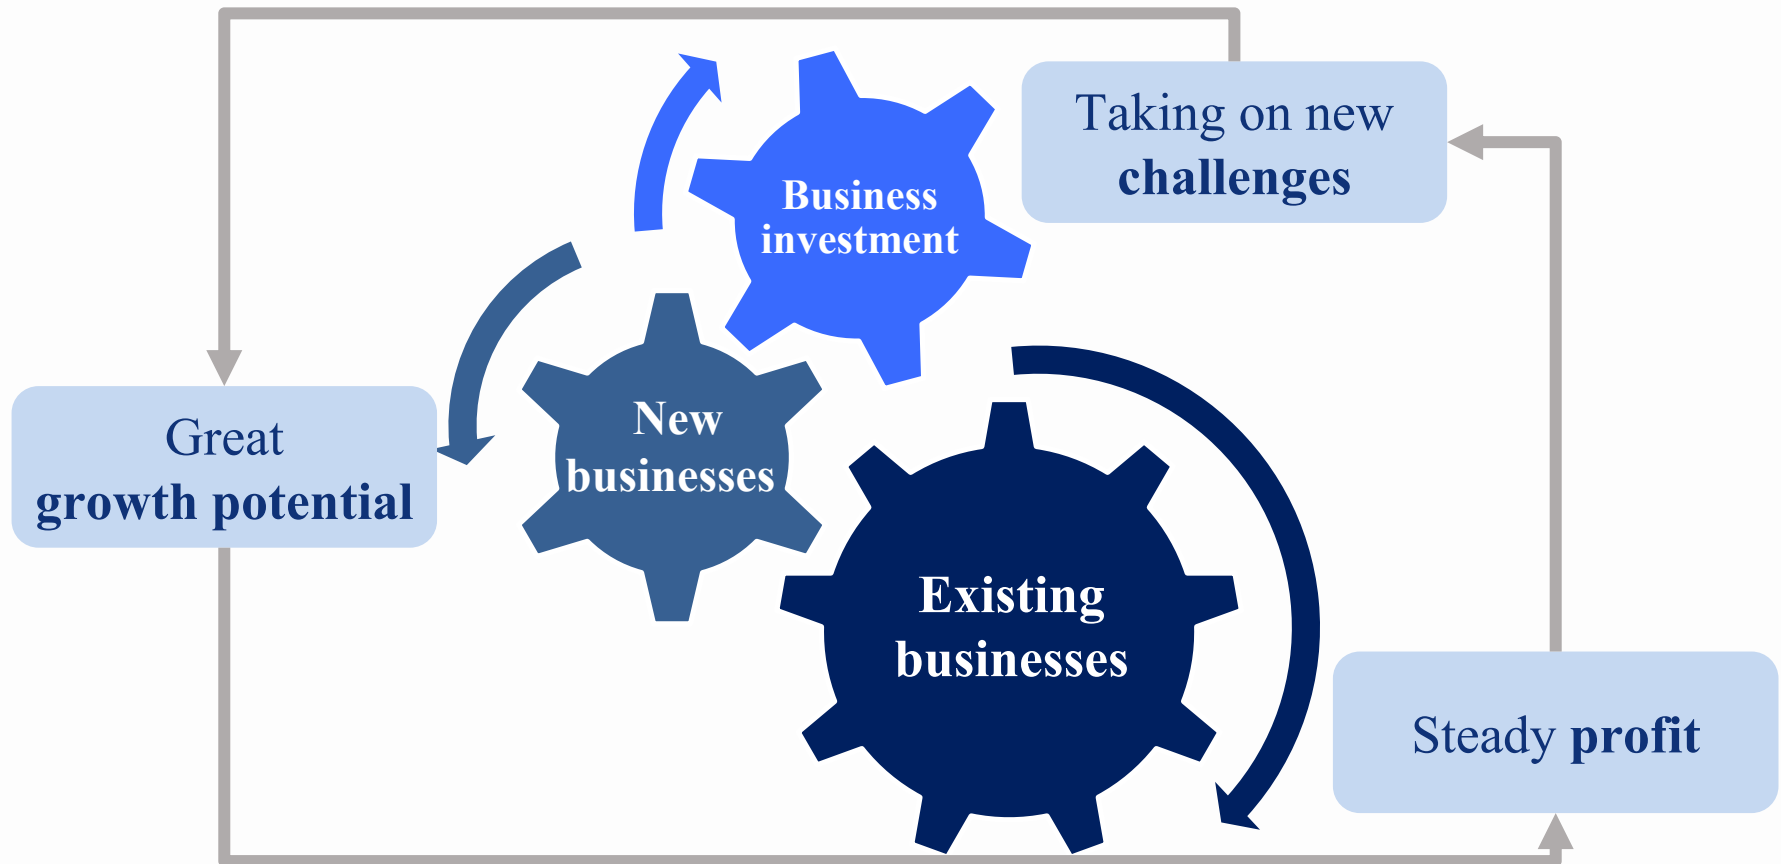 Taking on new
challenges
Business
investment
New
businesses
Great
growth potential
Existing
businesses
Steady profit